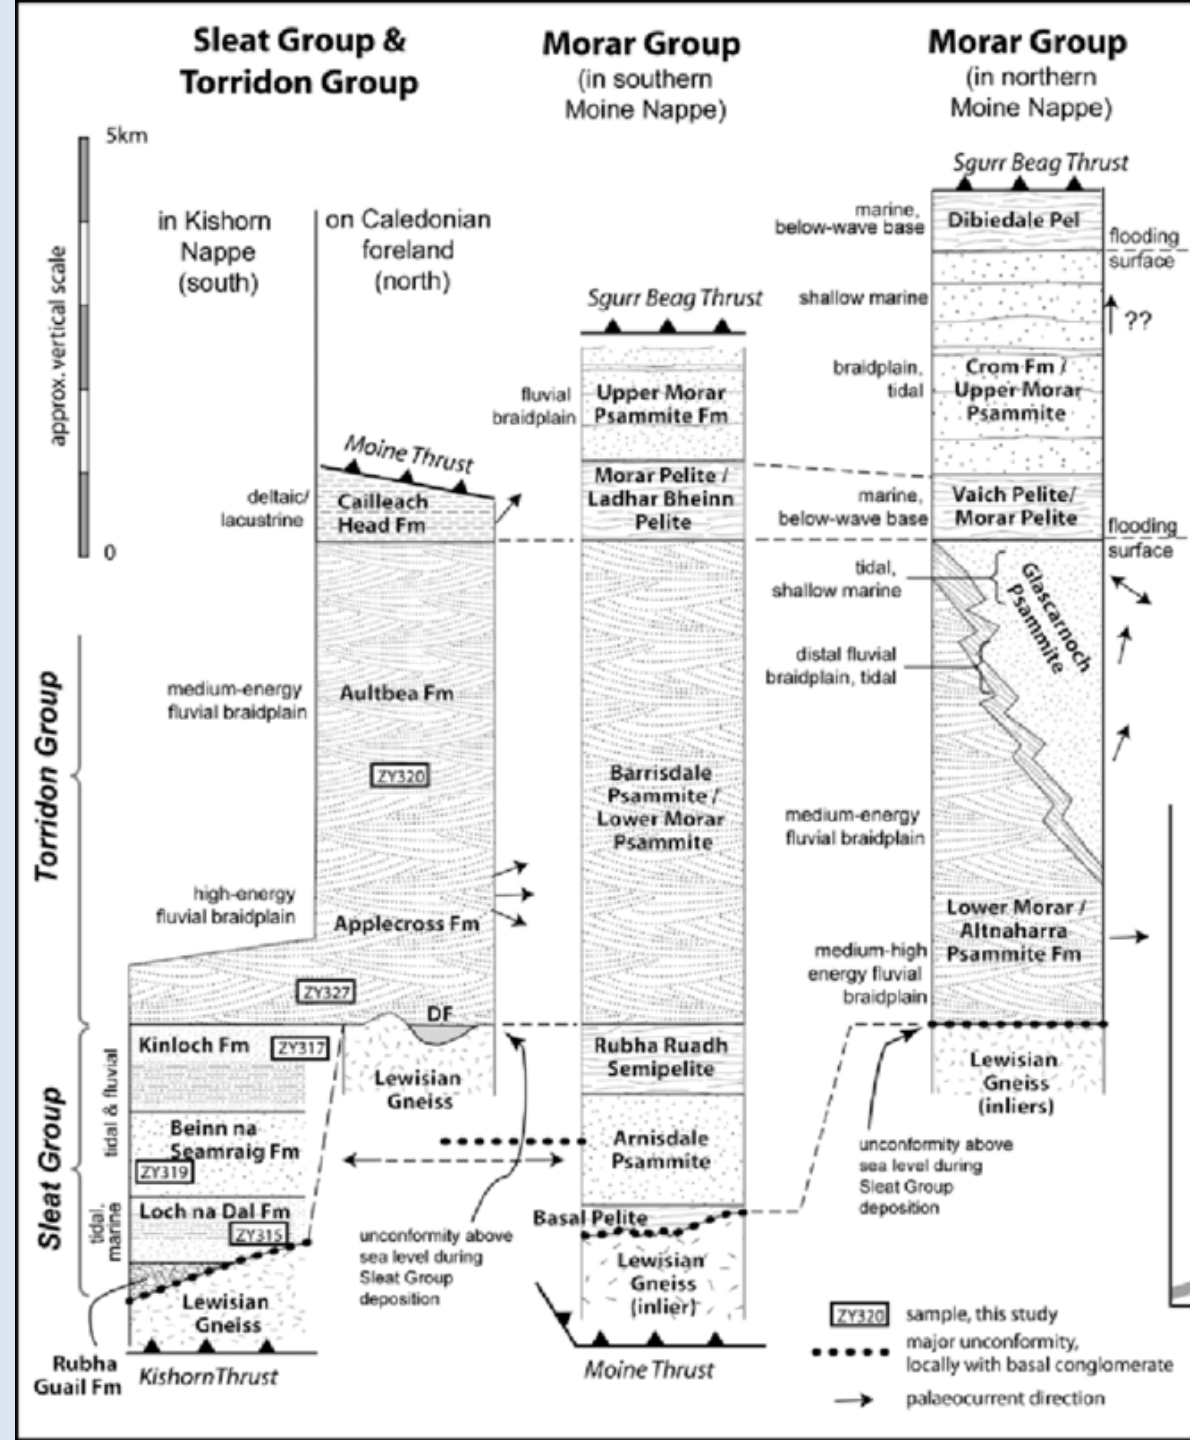 Sleat Group &
Torridon Group
Morar Group
(in southern
Moine Nappe)
Morar Group
(in northern
Moine Nappe)
5km
approx. vertical scale
0
in Kishorn
Nappe
(south)
on Caledonian
foreland
(north)
Moine Thrust
deltaic/
lacustrine
Cailleach
Head Fm
medium-energy
fluvial braidplain
Aultbea Fm
ZY320
high-energy
fluvial braidplain
Applecross Fm
ZY327
DF
Torridon Group
Sleat Group
tidal & fluvial
tidal,
marine
Kinloch Fm
ZY317
Beinn na
Seamraig Fm
ZY319
Loch na Dal Fm
ZY315
Lewisian
Gneiss
Lewisian
Gneiss
Rubha
Guail Fm
Kishorn Thrust
unconformity above
sea level during
Sleat Group
deposition
Sgurr Beag Thrust
fluvial
braidplain
Upper Morar
Psammite Fm
Morar Pelite /
Ladhar Bheinn
Pelite
Barrisdale
Psammite /
Lower Morar
Psammite
Rubha Ruadh
Semipelite
Arnisdale
Psammite
Basal Pelite
Lewisian
Gneiss
(inlier)
Moine Thrust
Sgurr Beag Thrust
marine,
below-wave base
Dibiedale Pel
flooding
surface
shallow marine
??
braidplain,
tidal
Crom Fm /
Upper Morar
Psammite
marine,
below-wave base
Vaich Pelite/
Morar Pelite
flooding
surface
tidal,
shallow marine
Glascarnoch
Psammite
distal fluvial
braidplain, tidal
medium-energy
fluvial braidplain
Lower Morar /
Altnaharra
Psammite Fm
medium-high
energy fluvial
braidplain
Lewisian
Gneiss
(inliers)
unconformity above
sea level during
Sleat Group
deposition
ZY320 sample, this study
major unconformity,
locally with basal conglomerate
palaeocurrent direction